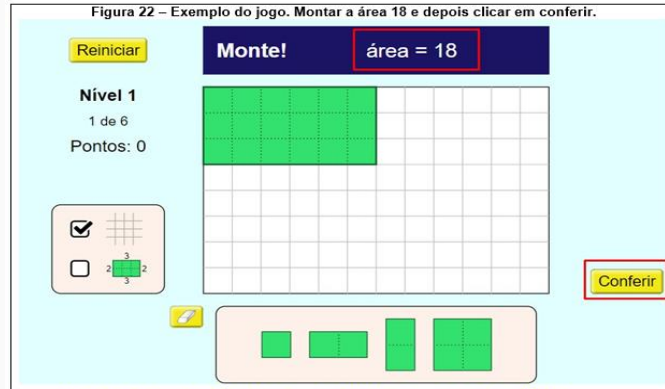 Figura 22 – Exemplo do jogo. Montar a área 18 e depois clicar em conferir.
Reiniciar
Monte!
área = 18
Nível 1
1 de 6
Pontos: 0
3
2
2
3
Conferir